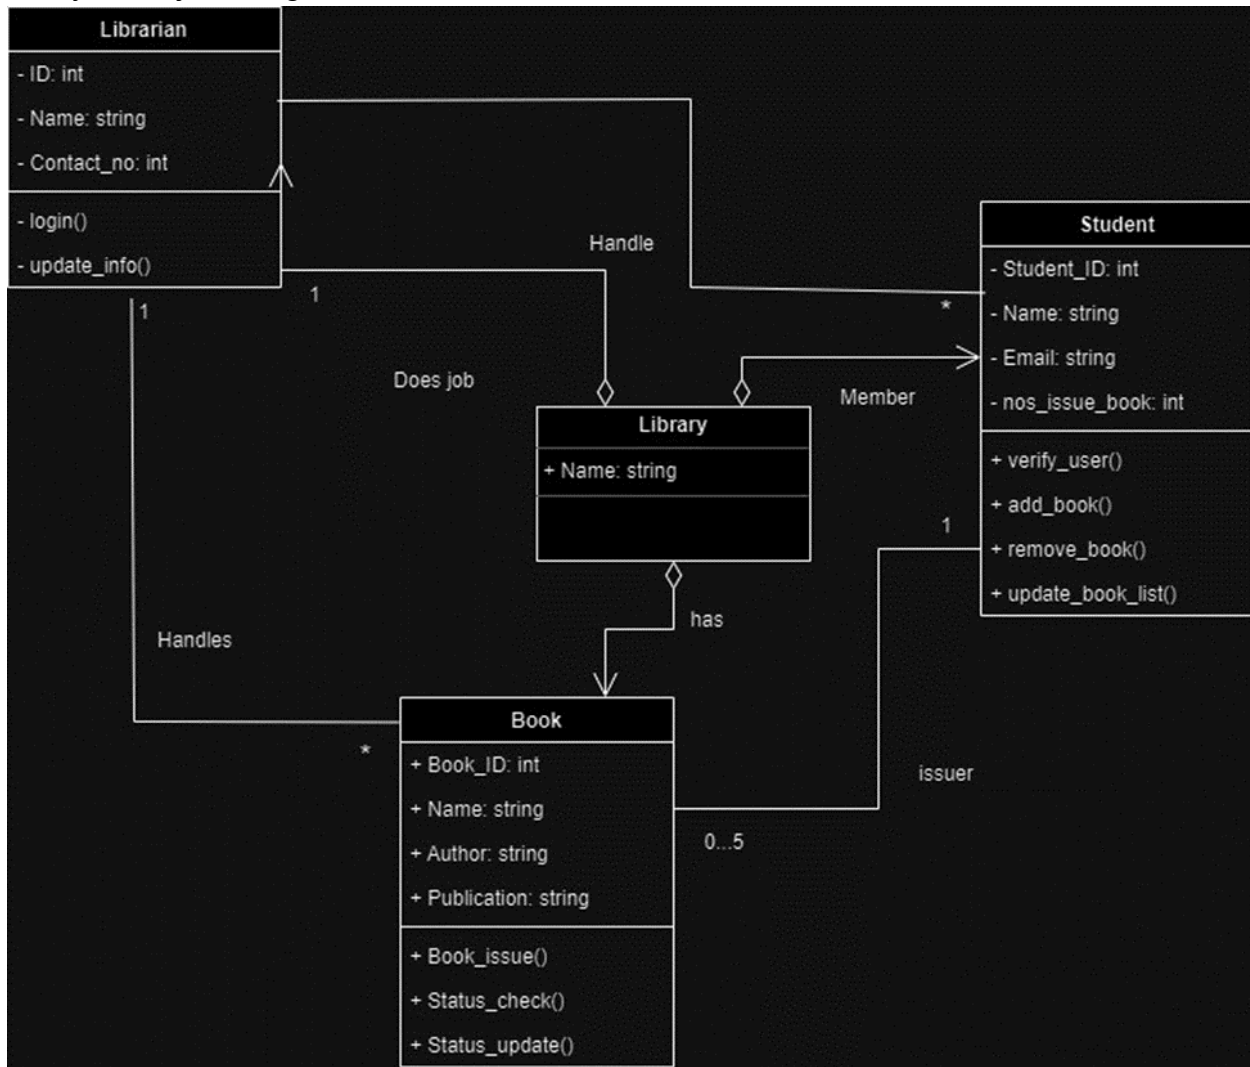 Librarian
- ID: int
- Name: string
- Contact_no: int
- login()
- update_info()
1
1
Handle
*
Student
- Student_ID: int
- Name: string
- Email: string
- nos_issue_book: int
+ verify_user()
+ add_book()
+ remove_book()
+ update_book_list()
Does job
Member
Library
+ Name: string
1
has
Handles
*
Book
+ Book_ID: int
+ Name: string
+ Author: string
+ Publication: string
+ Book_issue()
+ Status_check()
+ Status_update()
issuer
0...5